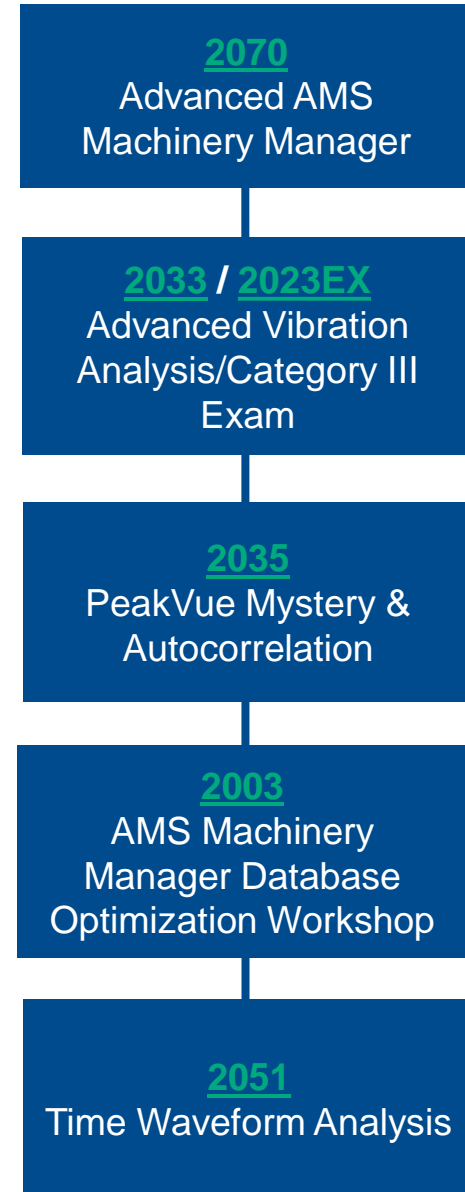 2070
Advanced AMS
Machinery Manager
2033 / 2023EX
Advanced Vibration
Analysis/Category III
Exam
2035
PeakVue Mystery &
Autocorrelation
2003
AMS Machinery
Manager Database
Optimization Workshop
2051
Time Waveform Analysis